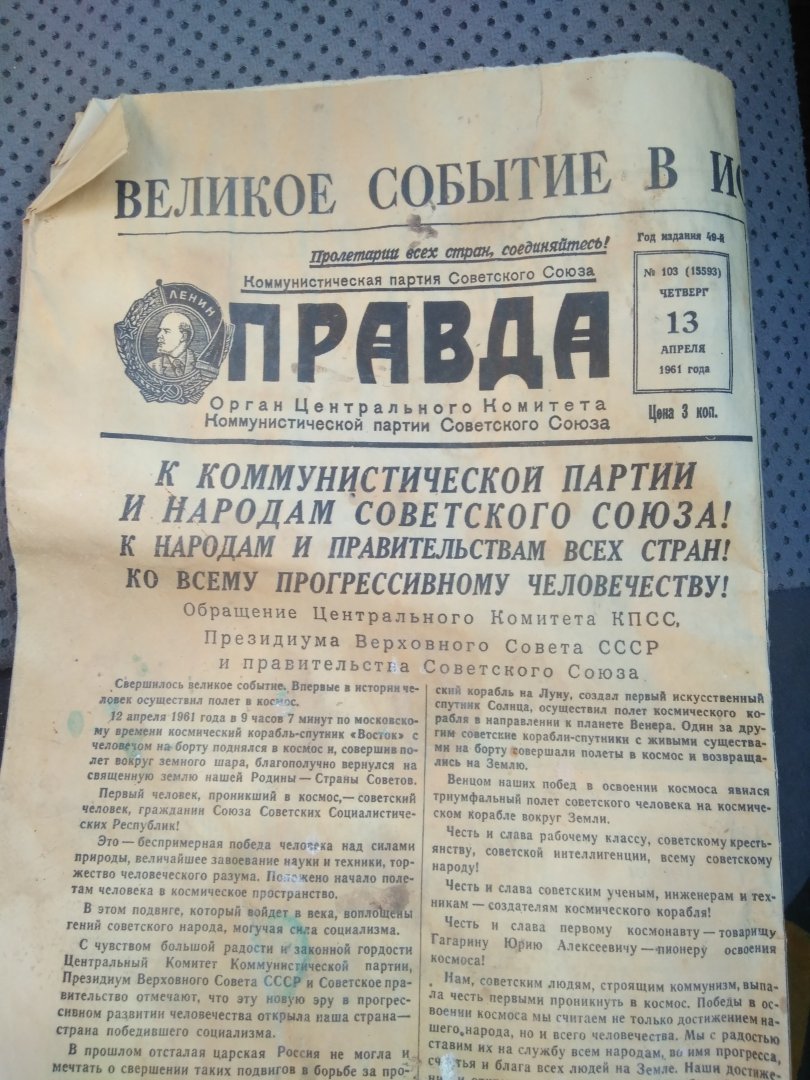 ВЕЛИКОЕ СОБЫТИЕ В ИС
Пролетарии всех стран, соединяйтесь!
Коммунистическая партия Советского Союза
ЛЕНИН
ПРАВДА
Орган Центрального Комитета
Коммунистической партии Советского Союза
Год издания 49-й
№ 103 (15593)
ЧЕТВЕРГ
13
АПРЕЛЯ
1961 года
Цена 3 коп.
К КОММУНИСТИЧЕСКОЙ ПАРТИИ
И НАРОДАМ СОВЕТСКОГО СОЮЗА!
К НАРОДАМ И ПРАВИТЕЛЬСТВАМ ВСЕХ СТРАН!
КО ВСЕМУ ПРОГРЕССИВНОМУ ЧЕЛОВЕЧЕСТВУ!
Обращение Центрального Комитета КПСС,
Президиума Верховного Совета СССР
и правительства Советского Союза
Свершилось великое событие. Впервые в истории че-
ловек осуществил полет в космос.
12 апреля 1961 года в 9 часов 7 минут по московско-
му времени космический корабль-спутник «Восток» с
человеком на борту поднялся в космос и, совершив по-
лет вокруг земного шара, благополучно вернулся на
священную землю нашей Родины — Страны Советов.
Первый человек, проникший в космос, — советский
человек, гражданин Союза Советских Социалистиче-
ских Республик!
Это — беспримерная победа человека над силами
природы, величайшее завоевание науки и техники, тор-
жество человеческого разума. Положено начало поле-
там человека в космическое пространство.
В этом подвиге, который войдет в века, воплощены
гений советского народа, могучая сила социализма.
С чувством большой радости и законной гордости
Центральный Комитет Коммунистической партии,
Президиум Верховного Совета СССР и Советское пра-
вительство отмечают, что эту новую эру в прогрес-
сивном развитии человечества открыла наша страна —
страна победившего социализма.
В прошлом отсталая царская Россия не могла и
мечтать о свершении таких подвигов в борьбе за про-
ский корабль на Луну, создал первый искусственный
спутник Солнца, осуществил полет космического ко-
рабля в направлении к планете Венера. Один за дру-
гим советские корабли-спутники с живыми существа-
ми на борту совершали полеты в космос и возвраща-
лись на Землю.
Венцом наших побед в освоении космоса явился
триумфальный полет советского человека на космиче-
ском корабле вокруг Земли.
Честь и слава рабочему классу, советскому кресть-
янству, советской интеллигенции, всему советскому
народу!
Честь и слава советским ученым, инженерам и тех-
никам — создателям космического корабля!
Честь и слава первому космонавту — товарищу
Гагарину Юрию Алексеевичу — пионеру освоения
космоса!
Нам, советским людям, строящим коммунизм, выпа-
ла честь первыми проникнуть в космос. Победы в ос-
воении космоса мы считаем не только достижением на-
шего народа, но и всего человечества. Мы с радостью
ставим их на службу всем народам, во имя прогресса,
счастья и блага всех людей на Земле. Наши достиже-